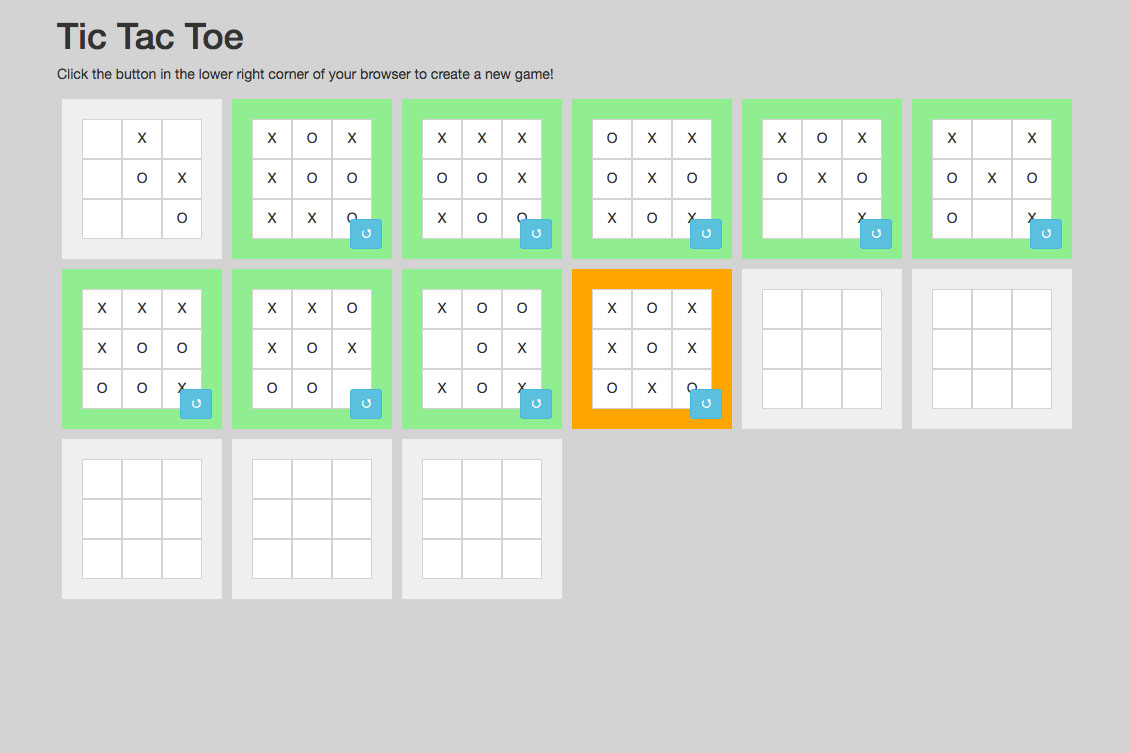 Tic Tac Toe
Click the button in the lower right corner of your browser to create a new game!
X X O X X X X O X X X O X X X
O X X O O O O X O X O O X O O X O
O X X O X O O X O X X O X
X X X X X O X O O X O X
X O O X O X O X X O X
O O X O O X O X O X O